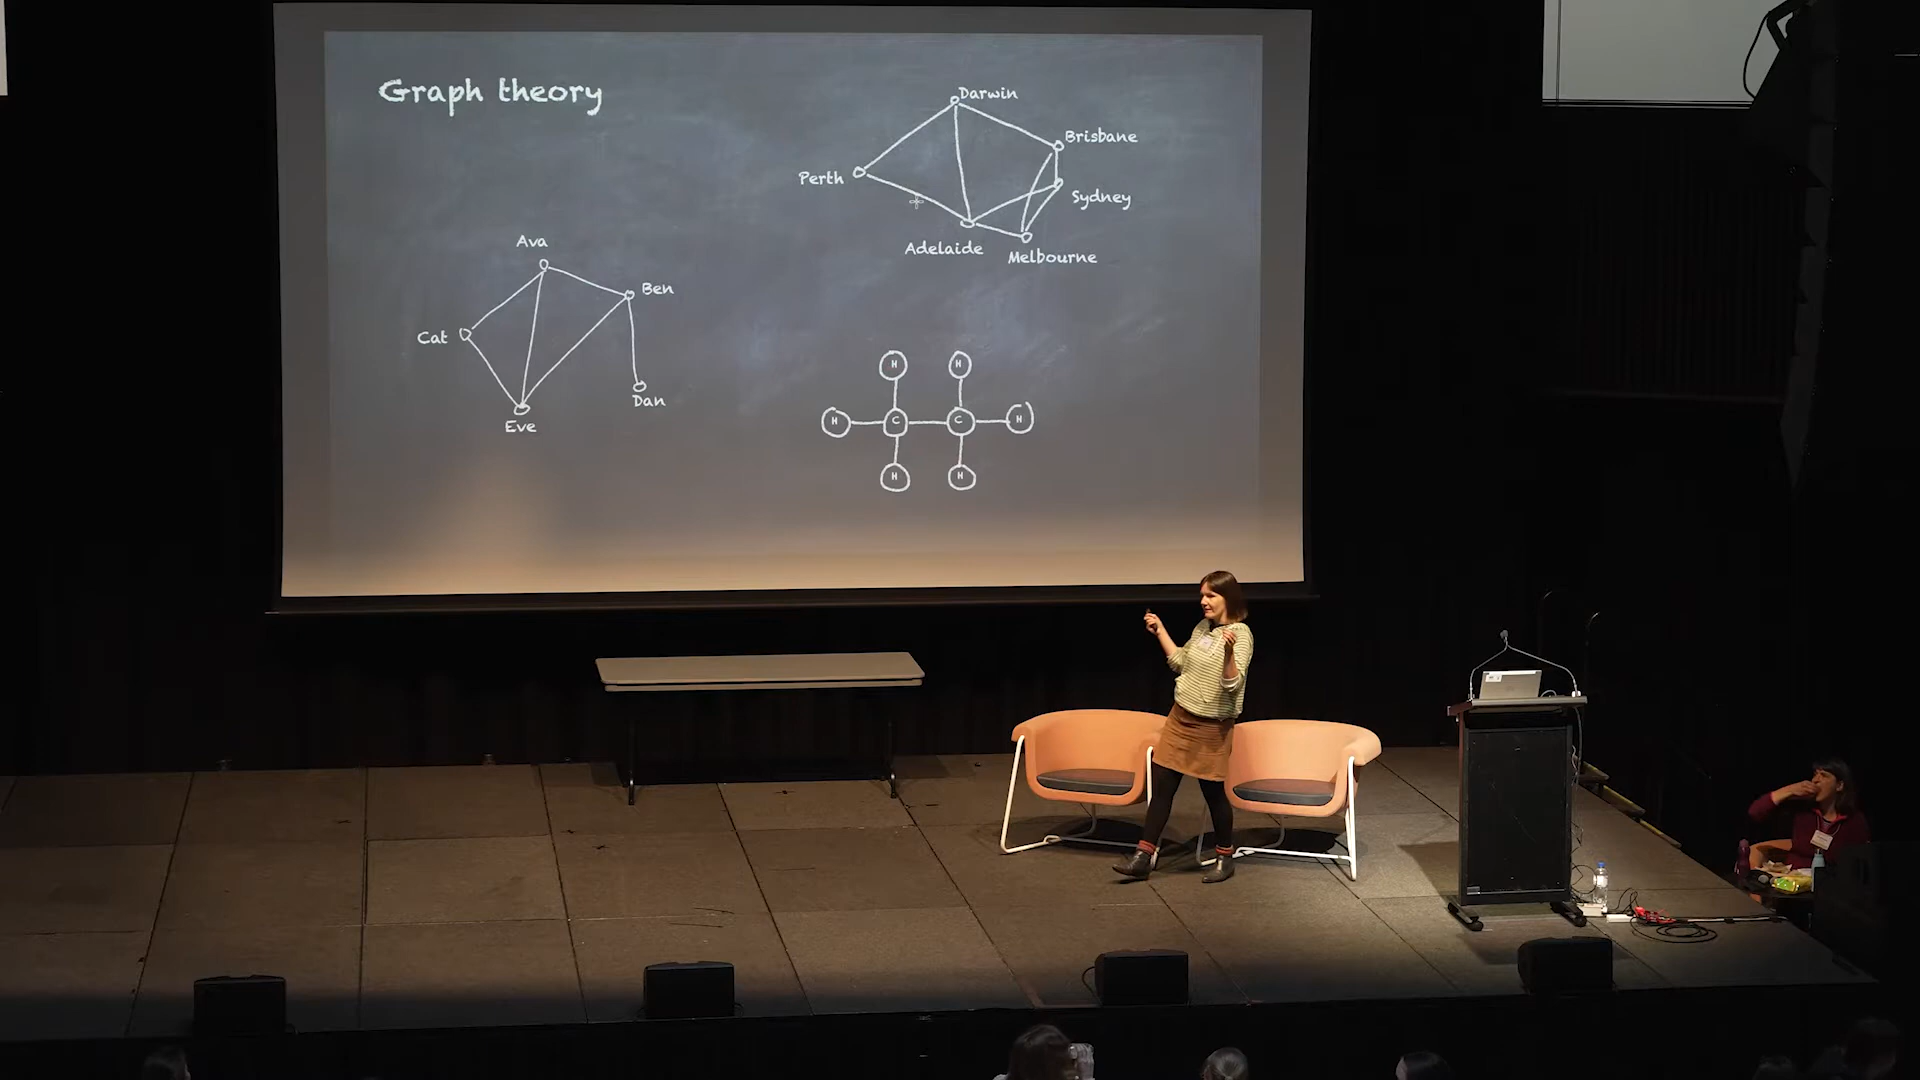 Graph theory
Darwin
Brisbane
Perth
Sydney
Adelaide
Melbourne
Ava
Ben
Cat
Dan
Eve
H H
H C C H
H H